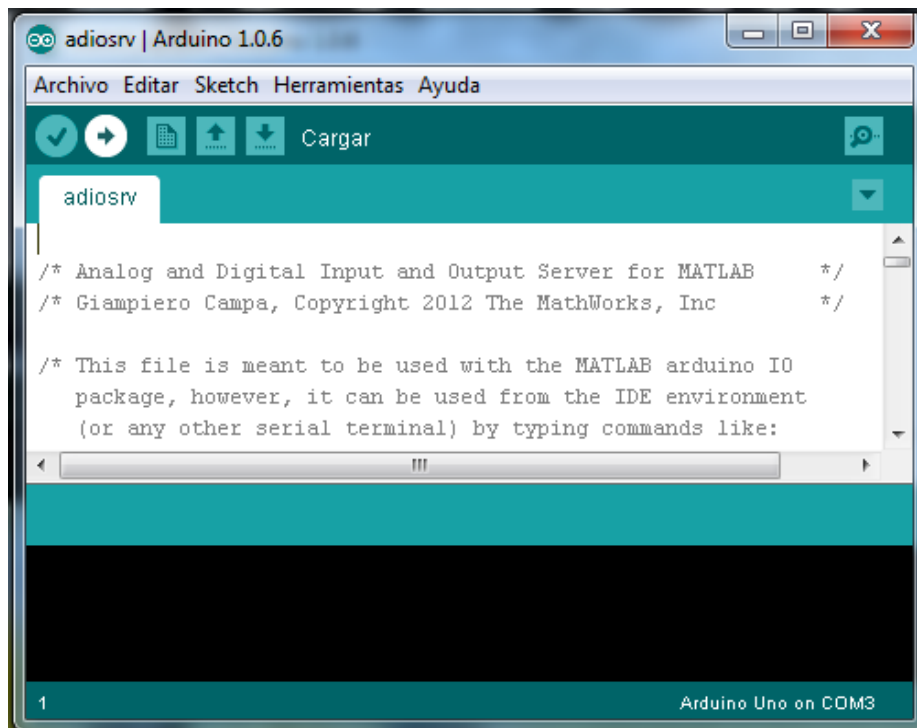 adiosrv | Arduino 1.0.6
Archivo Editar Sketch Herramientas Ayuda
Cargar
adiosrv
/* Analog and Digital Input and Output Server for MATLAB */
/* Giampiero Campa, Copyright 2012 The MathWorks, Inc */
/* This file is meant to be used with the MATLAB arduino IO
package, however, it can be used from the IDE environment
(or any other serial terminal) by typing commands like:
1
Arduino Uno on COM3